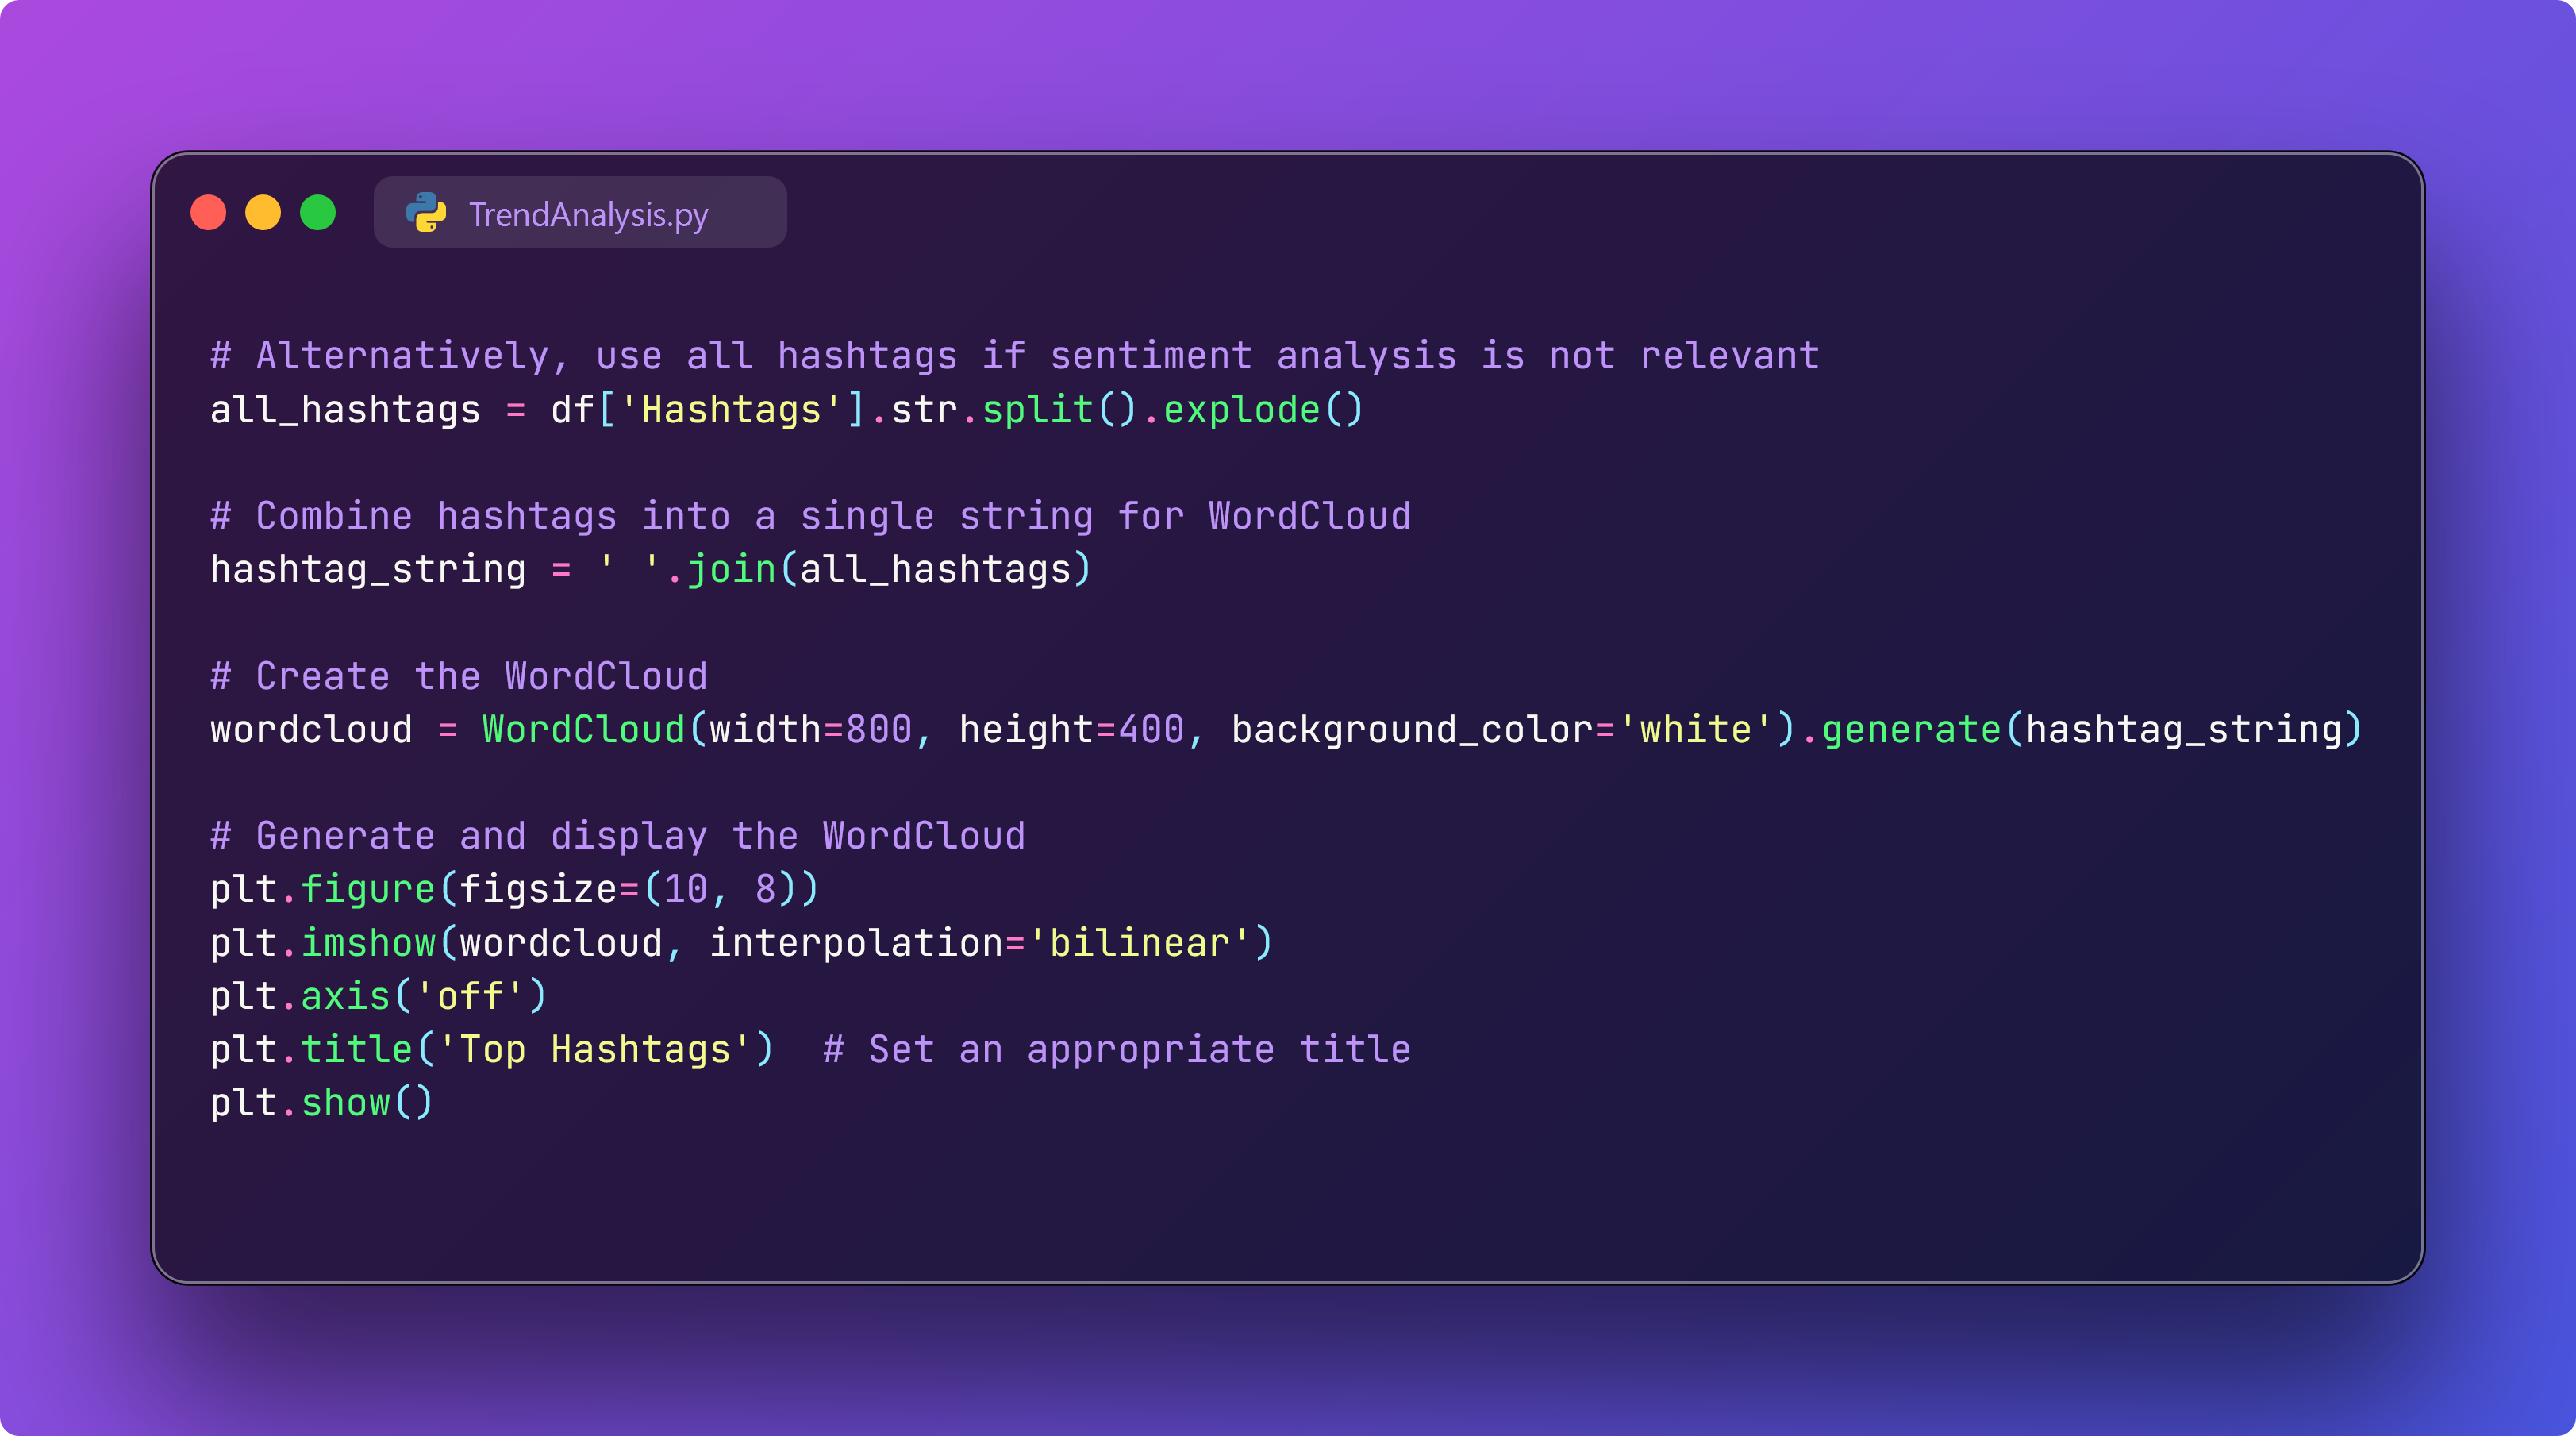 TrendAnalysis.py
# Alternatively, use all hashtags if sentiment analysis is not relevant
all_hashtags = df['Hashtags'].str.split().explode()
# Combine hashtags into a single string for WordCloud
hashtag_string = ' '.join(all_hashtags)
# Create the WordCloud
wordcloud = WordCloud(width=800, height=400, background_color='white').generate(hashtag_string)
# Generate and display the WordCloud
plt.figure(figsize=(10, 8))
plt.imshow(wordcloud, interpolation='bilinear')
plt.axis('off')
plt.title('Top Hashtags')  # Set an appropriate title
plt.show()